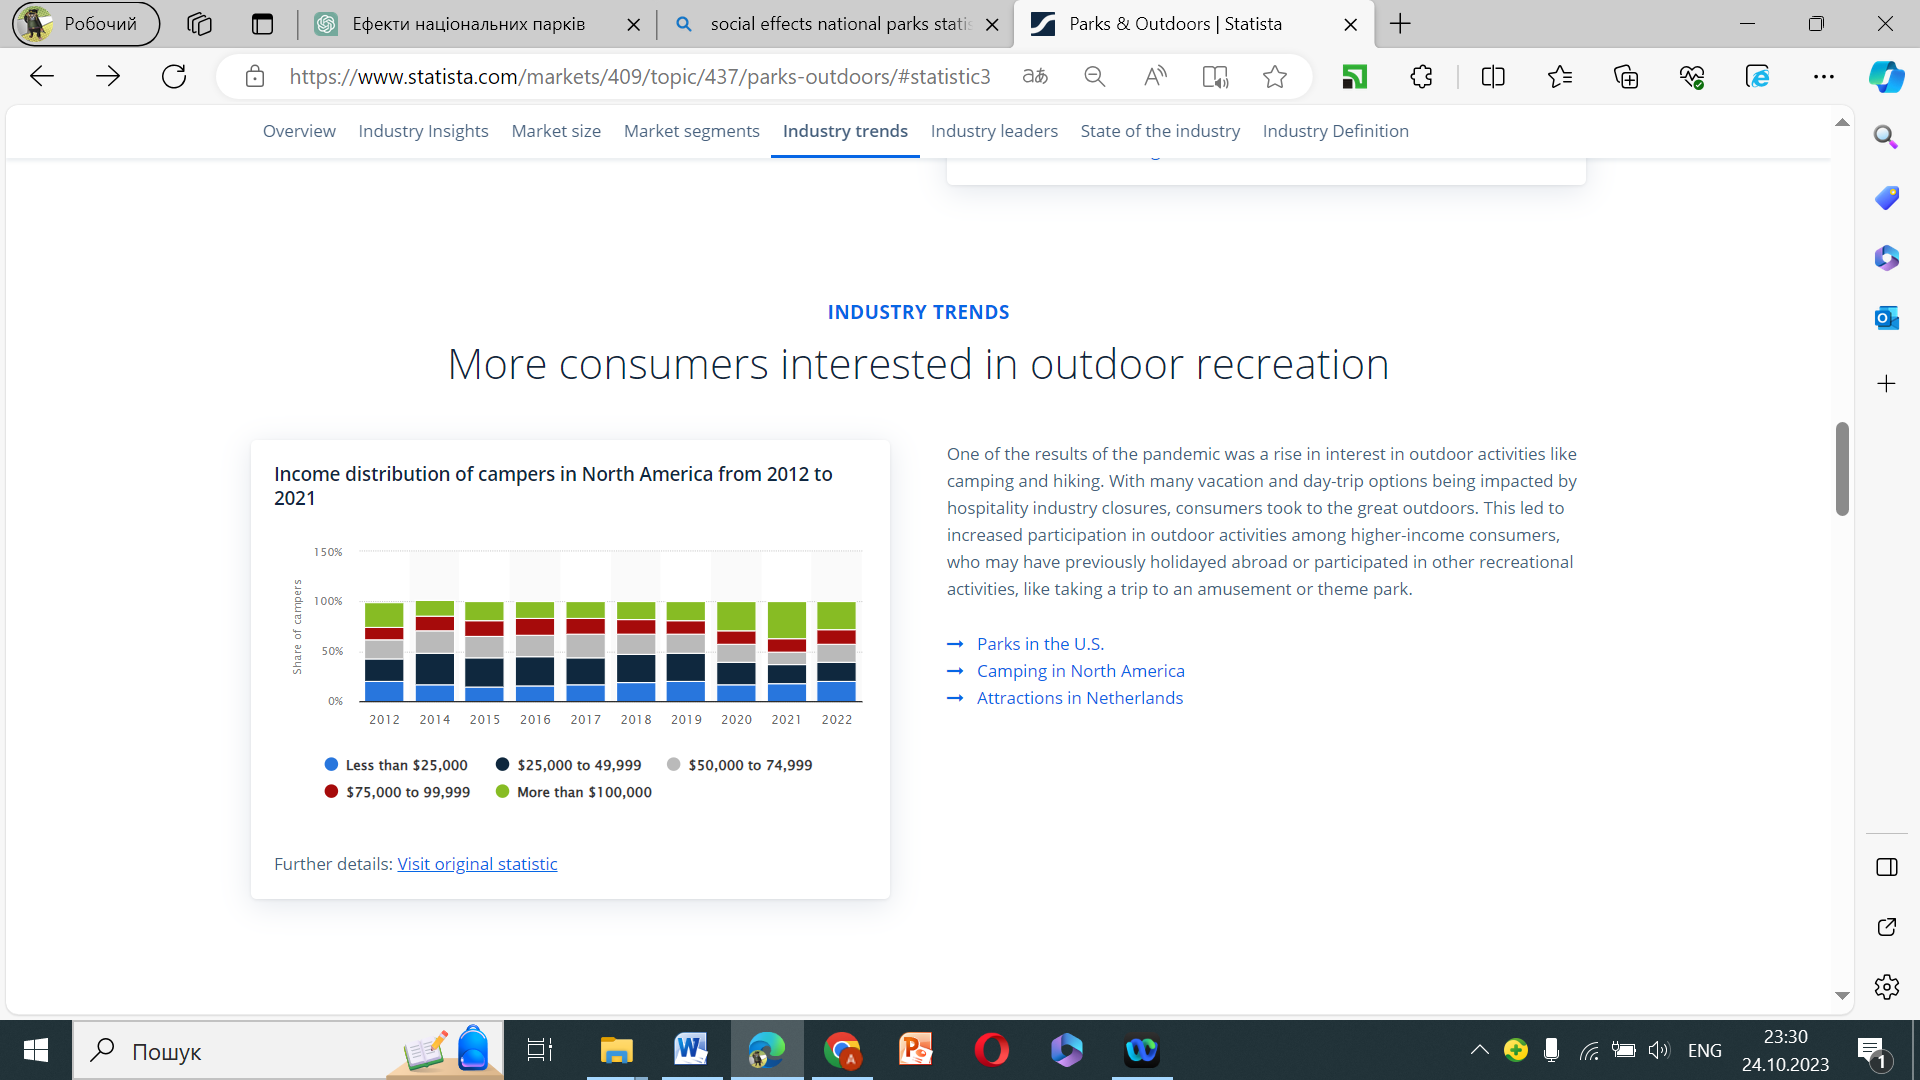 Робочий
Ефекти національних парків
social effects national parks statis
Parks & Outdoors | Statista
https://www.statista.com/markets/409/topic/437/parks-outdoors/#statistic3
Overview
Industry Insights
Market size
Market segments
Industry trends
Industry leaders
State of the industry
Industry Definition
INDUSTRY TRENDS
More consumers interested in outdoor recreation
Income distribution of campers in North America from 2012 to
2021
Share of campers
150%
100%
50%
0%
2012 2014 2015 2016 2017 2018 2019 2020 2021 2022
Less than $25,000 $25,000 to 49,999 $50,000 to 74,999
$75,000 to 99,999 More than $100,000
Further details: Visit original statistic
One of the results of the pandemic was a rise in interest in outdoor activities like
camping and hiking. With many vacation and day-trip options being impacted by
hospitality industry closures, consumers took to the great outdoors. This led to
increased participation in outdoor activities among higher-income consumers,
who may have previously holidayed abroad or participated in other recreational
activities, like taking a trip to an amusement or theme park.
→ Parks in the U.S.
→ Camping in North America
→ Attractions in Netherlands
Пошук
ENG
23:30
24.10.2023
1